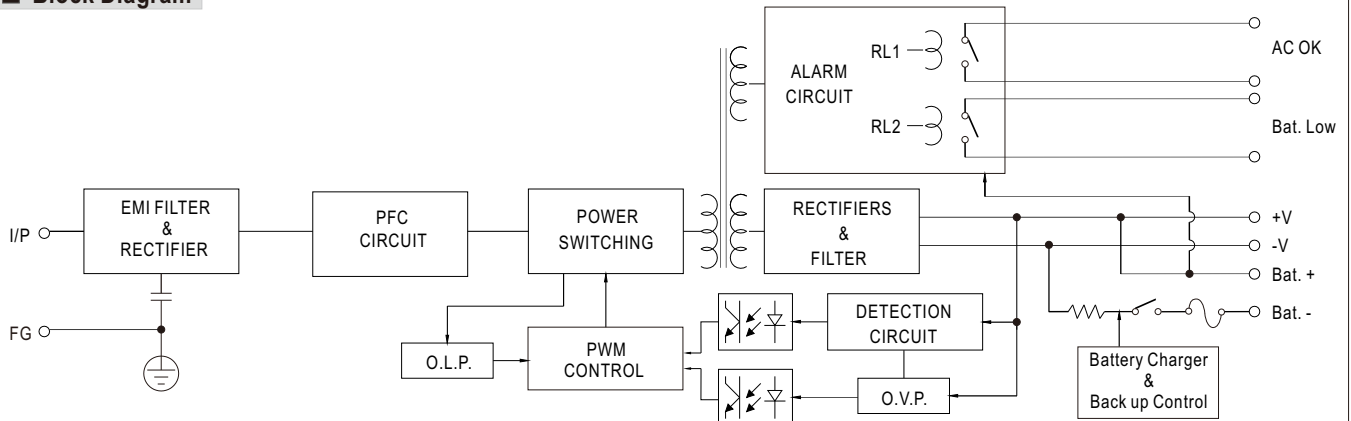 Block Diagram
I/P
FG
EMI FILTER
&
RECTIFIER
PFC
CIRCUIT
POWER
SWITCHING
O.L.P.
PWM
CONTROL
ALARM
CIRCUIT
RL1
RL2
RECTIFIERS
&
FILTER
DETECTION
CIRCUIT
O.V.P.
AC OK
Bat. Low
+V
-V
Bat. +
Bat. -
Battery Charger
&
Back up Control